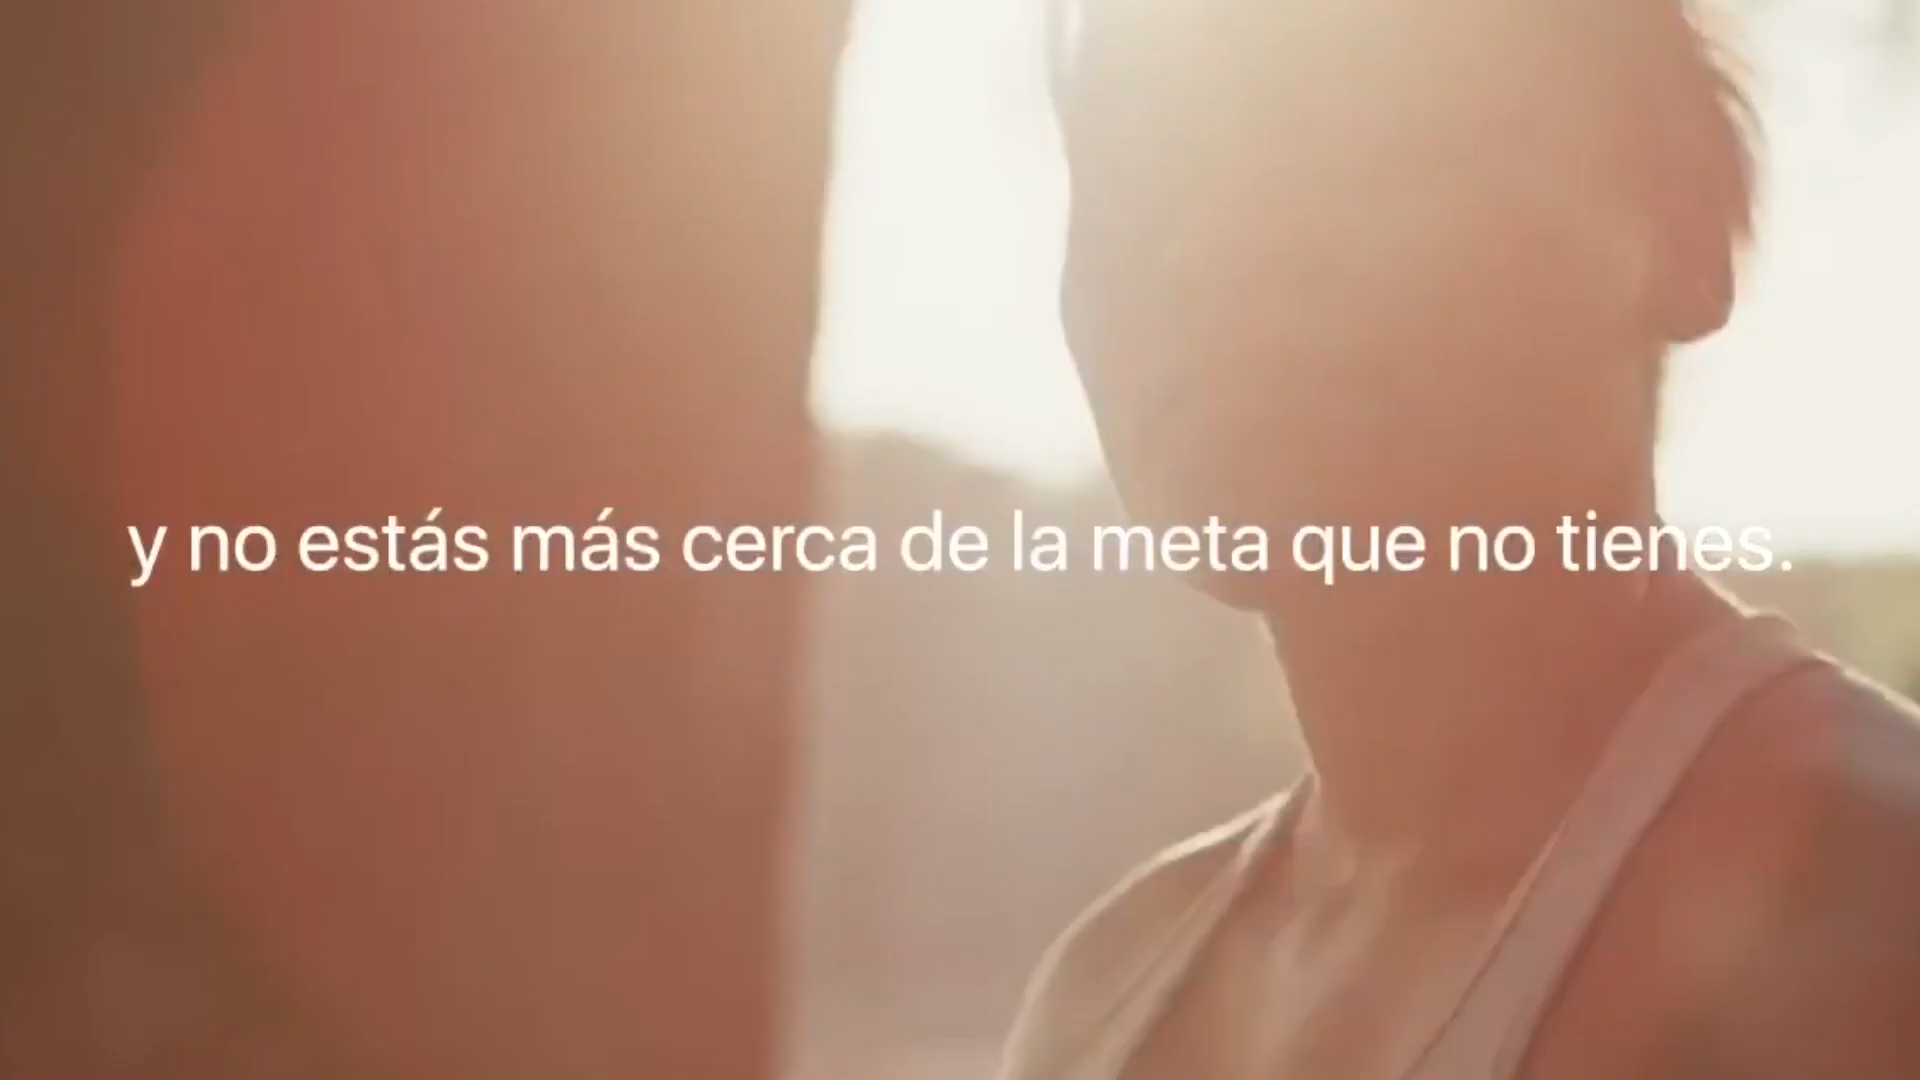 y no estás más cerca de la meta que no tienes.